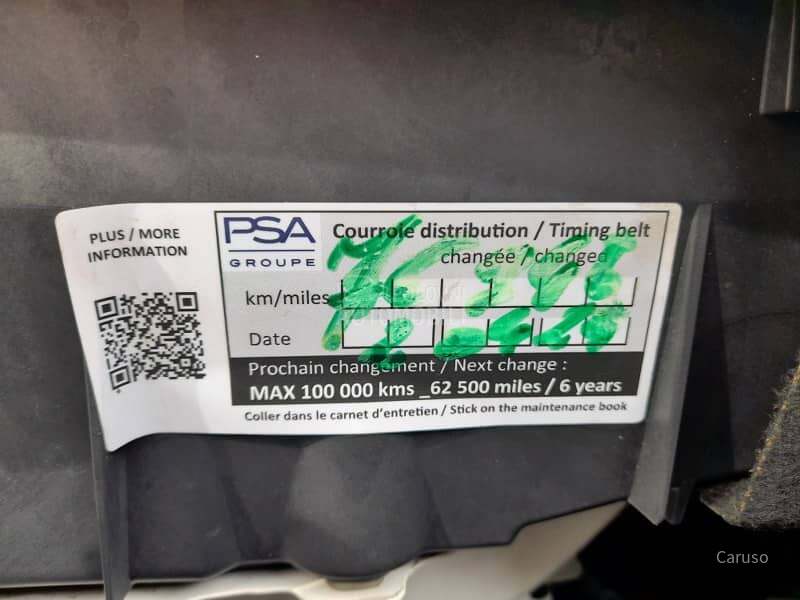 PLUS / MORE
INFORMATION
PSA
GROUPE
Courroie distribution / Timing belt
changée / changed
km/miles
Date
Prochain changement / Next change :
MAX 100 000 kms _62 500 miles / 6 years
Coller dans le carnet d'entretien / Stick on the maintenance book
Caruso